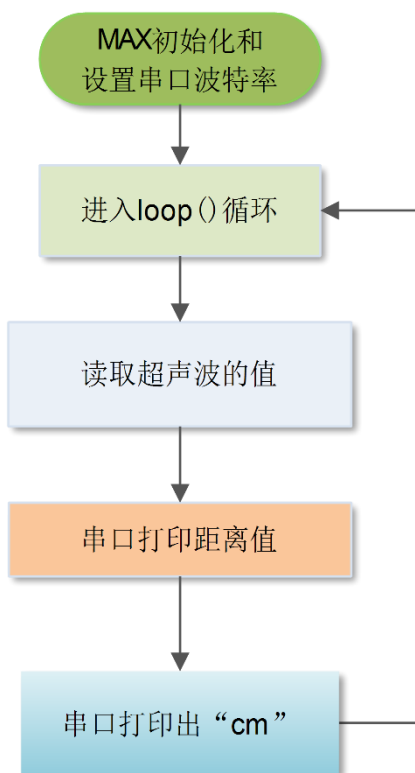 MAX初始化和
设置串口波特率
进入loop()循环
读取超声波的值
串口打印距离值
串口打印出“cm”